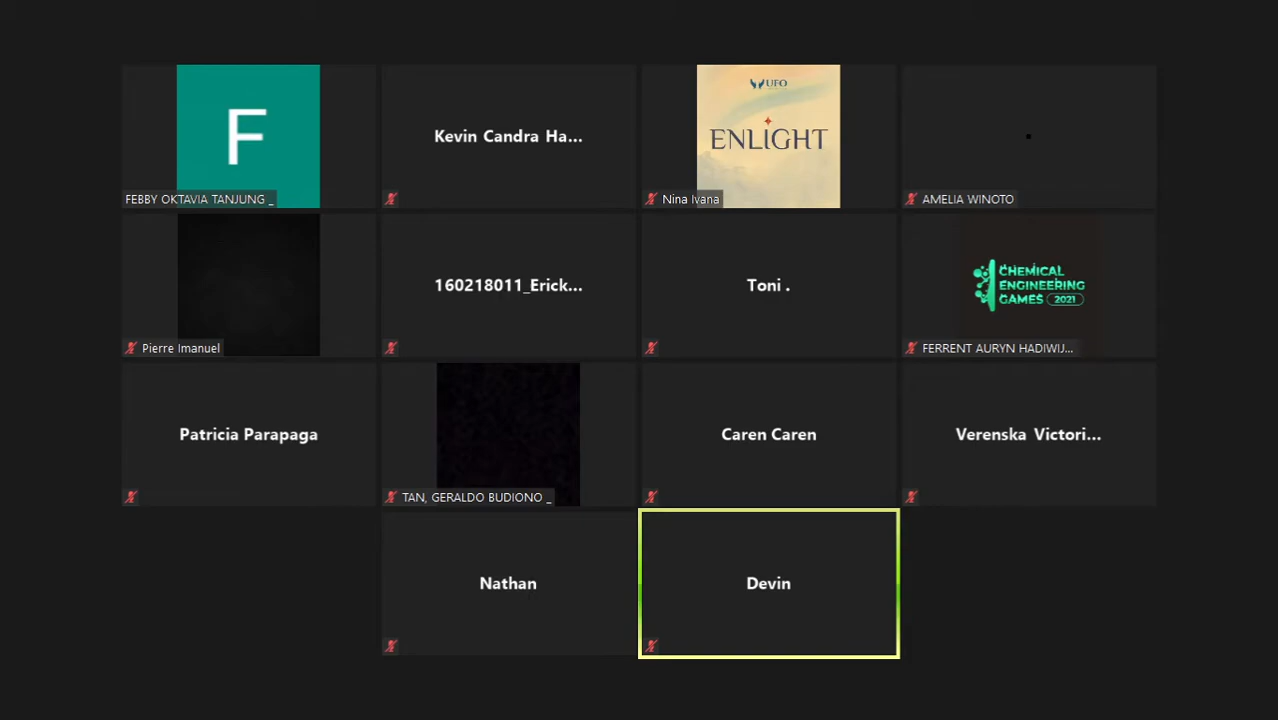 F
FEBBY OKTAVIA TANJUNG _
Kevin Candra Ha...
UFO
ENLIGHT
Nina Ivana
AMELIA WINOTO
Pierre Imanuel
160218011_Erick...
Toni .
CHEMICAL
ENGINEERING
GAMES 2021
FERRENT AURYN HADIWIJ...
Patricia Parapaga
TAN, GERALDO BUDIONO _
Caren Caren
Verenska Victori...
Nathan
Devin